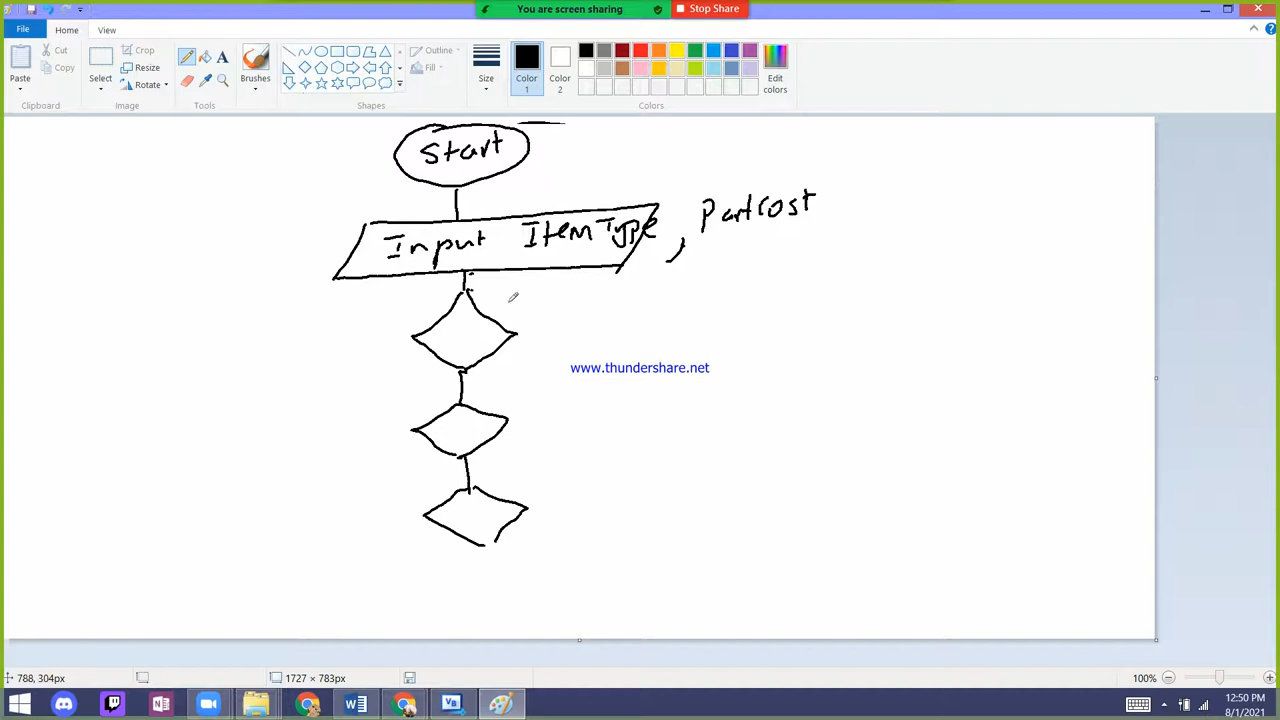 You are screen sharing
Stop Share
File
Home
View
Paste
Cut
Copy
Clipboard
Select
Crop
Resize
Rotate
Image
A
Tools
Brushes
Outline
Fill
Shapes
Size
Color
1
Color
2
Edit
colors
Colors
Start
Input ItemType, Partcost
www.thundershare.net
788, 304px
1727 × 783px
100%
12:50 PM
8/1/2021